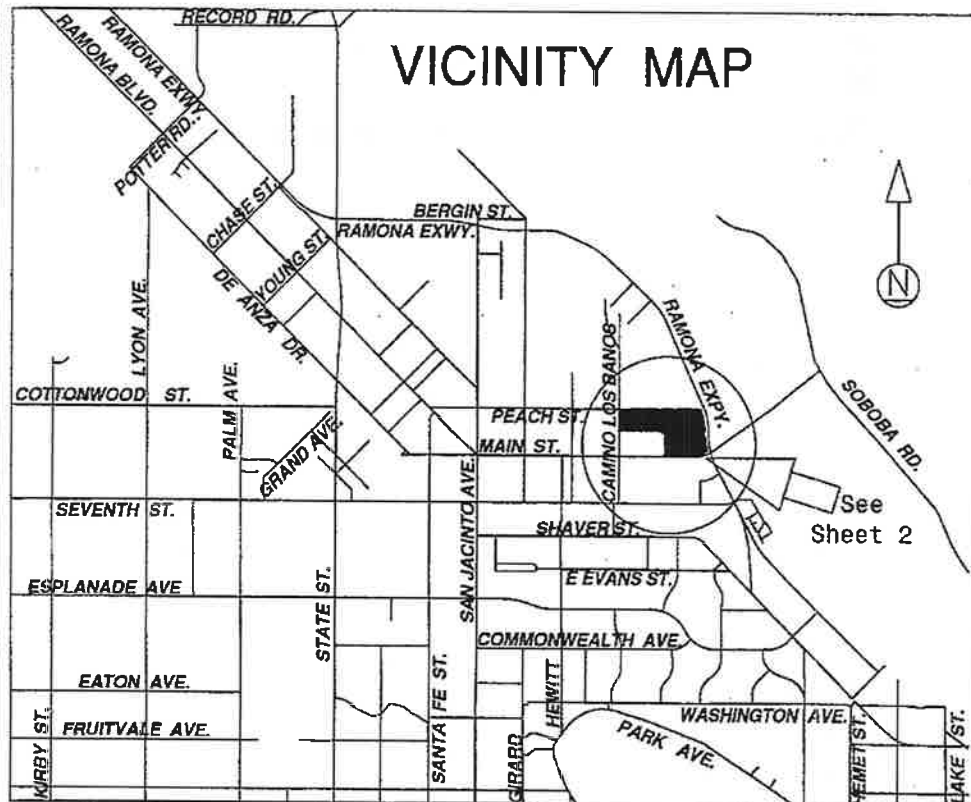 RECORD RD.
VICINITY MAP
RAMONA EXWY.
RAMONA BLVD.
POTTER RD.
CHASE ST.
YOUNG ST.
DE ANZA DR.
BERGIN ST.
RAMONA EXWY.
N
LYON AVE.
RAMONA EXPY.
SOBOBA RD.
CAMINO LOS BANOS
COTTONWOOD ST.
PALM AVE.
GRAND AVE.
PEACH ST.
MAIN ST.
See
Sheet 2
SEVENTH ST.
SHAVER ST.
SAN JACINTO AVE.
E EVANS ST.
ESPLANADE AVE
STATE ST.
COMMONWEALTH AVE.
EATON AVE.
SANTA FE ST.
HEWITT
WASHINGTON AVE.
KIRBY ST.
FRUITVALE AVE.
GIRARD
PARK AVE.
HEMET ST.
LAKE ST.